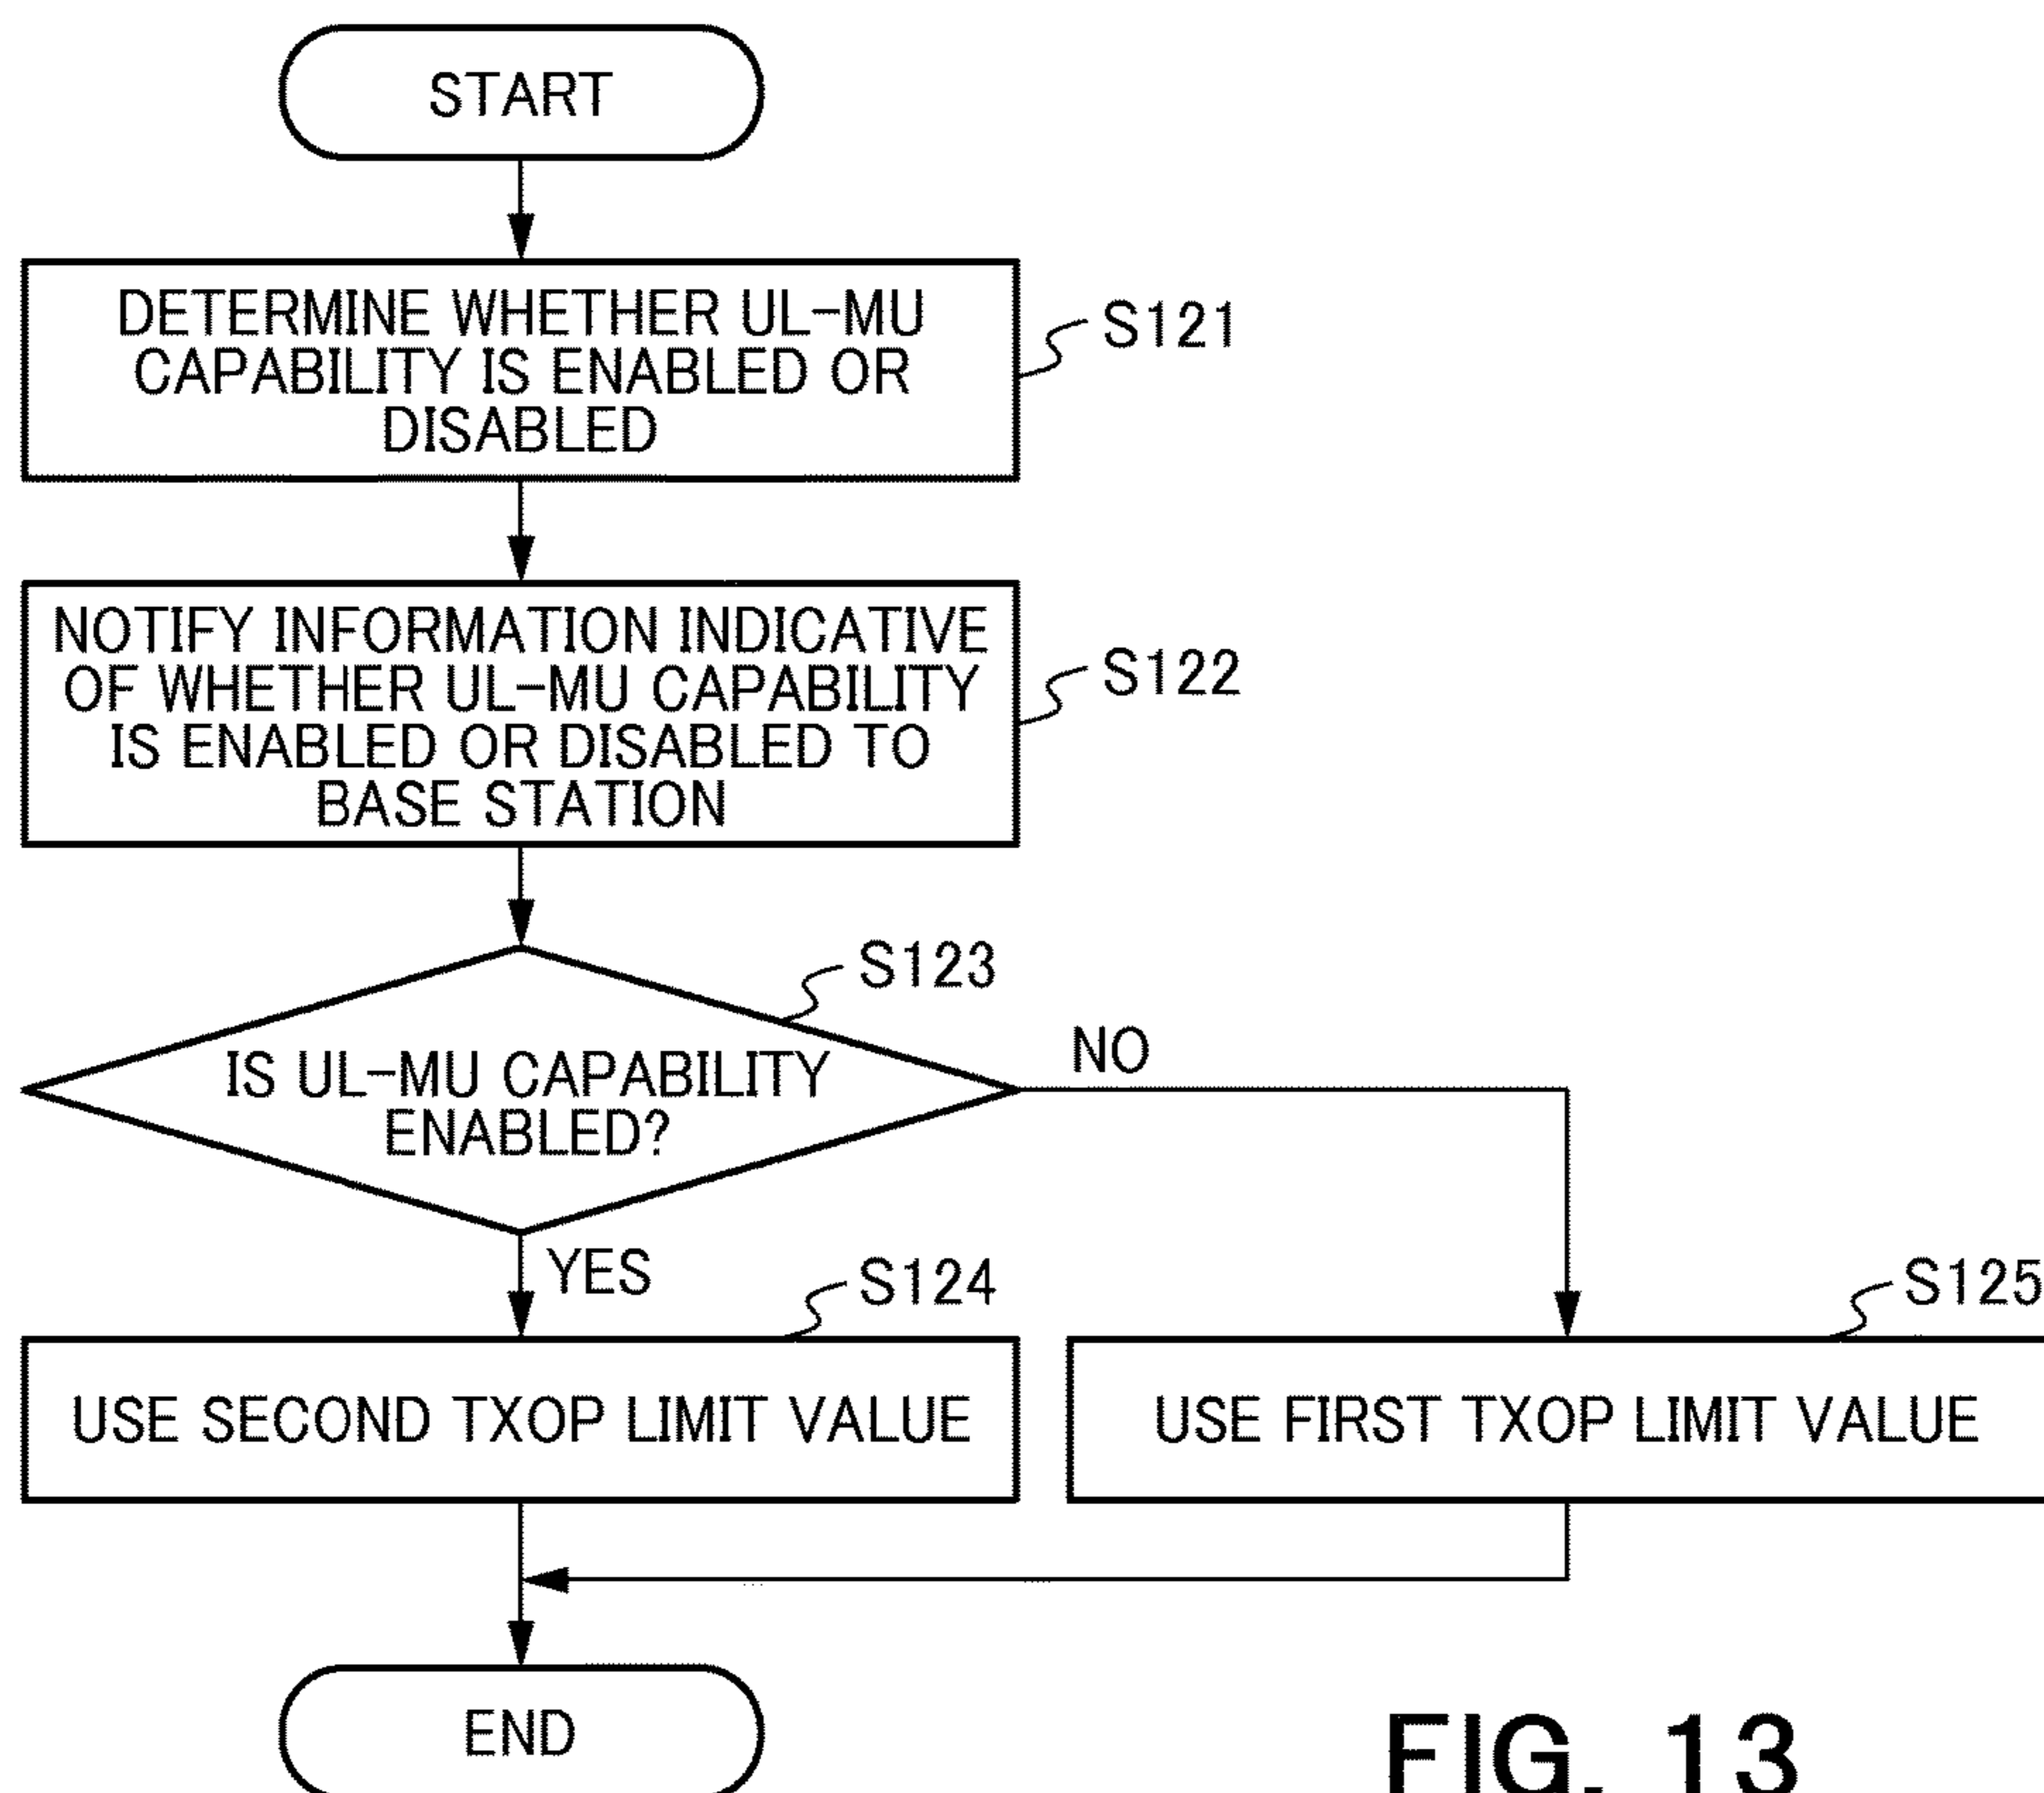 START
DETERMINE WHETHER UL-MU
CAPABILITY IS ENABLED OR
DISABLED
S121
NOTIFY INFORMATION INDICATIVE
OF WHETHER UL-MU CAPABILITY
IS ENABLED OR DISABLED TO
BASE STATION
S122
S123
IS UL-MU CAPABILITY
ENABLED?
NO
YES
S124
S125
USE SECOND TXOP LIMIT VALUE
USE FIRST TXOP LIMIT VALUE
END
FIG. 13